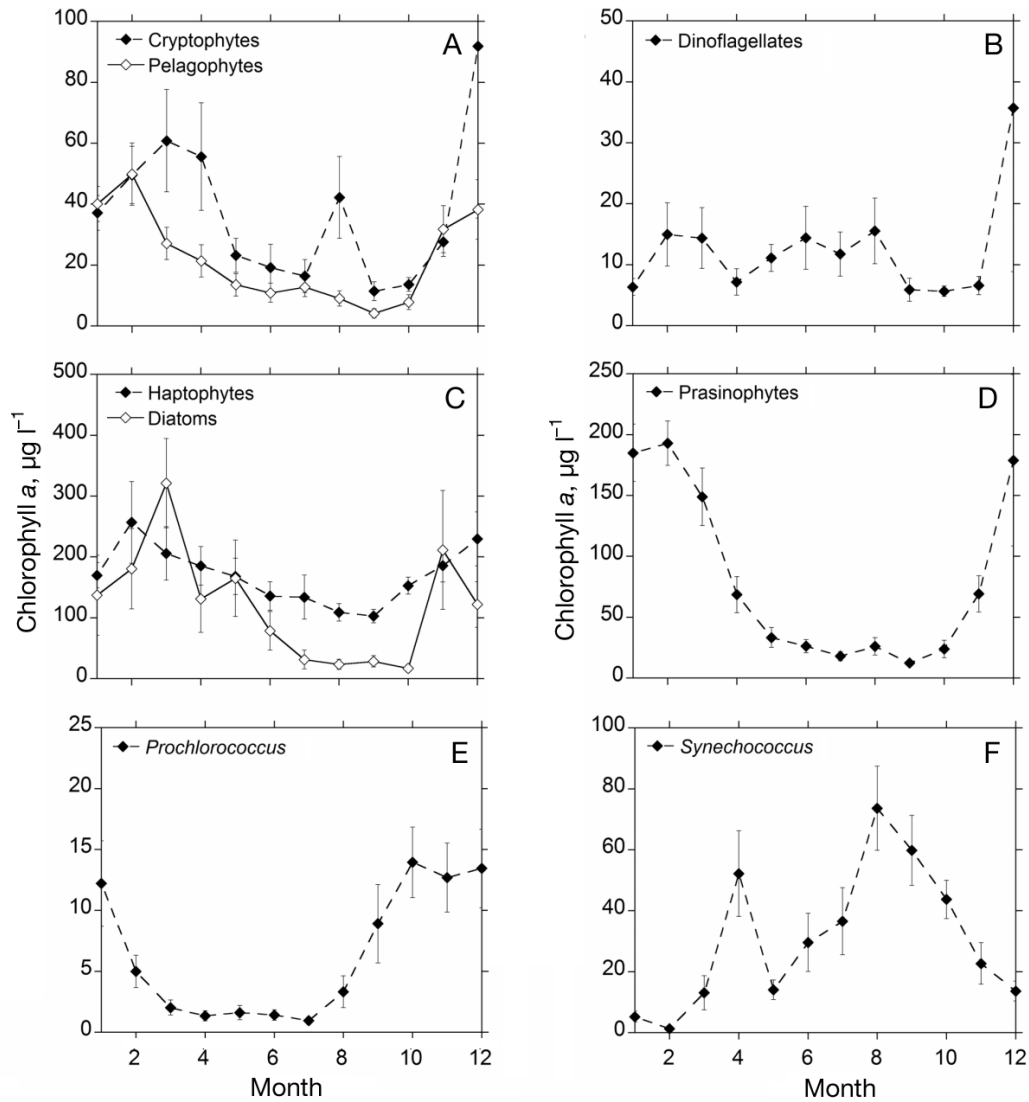 100
80
60
40
20
0
Cryptophytes
Pelagophytes
A
50
40
30
20
10
0
Dinoflagellates
B
500
400
300
200
100
0
Haptophytes
Diatoms
C
250
200
150
100
50
0
Prasinophytes
D
Chlorophyll a, µg l–1
Chlorophyll a, µg l–1
25
20
15
10
5
0
Prochlorococcus
E
2 4 6 8 10 12
Month
100
80
60
40
20
0
Synechococcus
F
2 4 6 8 10 12
Month